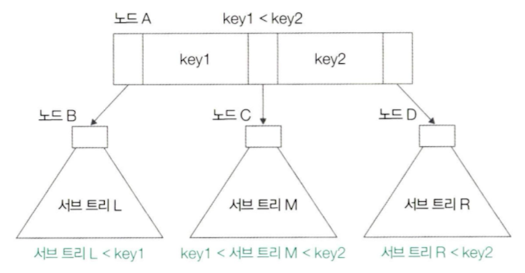 노드 A key1 < key2
key1 key2
노드 B 노드 C 노드 D
서브 트리 L 서브 트리 M 서브 트리 R
서브 트리 L < key1 key1 < 서브 트리 M < key2 서브 트리 R < key2